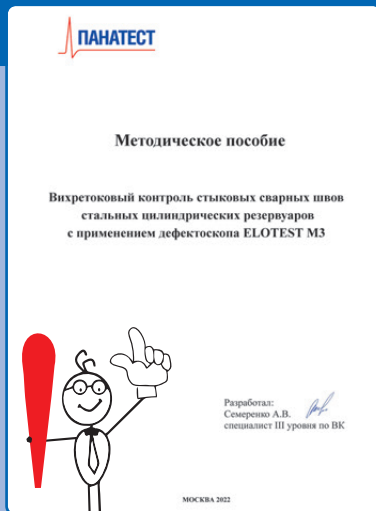 ПАНАТЕСТ
Методическое пособие
Вихретоковый контроль стыковых сварных швов
стальных цилиндрических резервуаров
с применением дефектоскопа ELOTEST M3
Разработал:
Семеренко А.В.
специалист III уровня по ВК
МОСКВА 2022